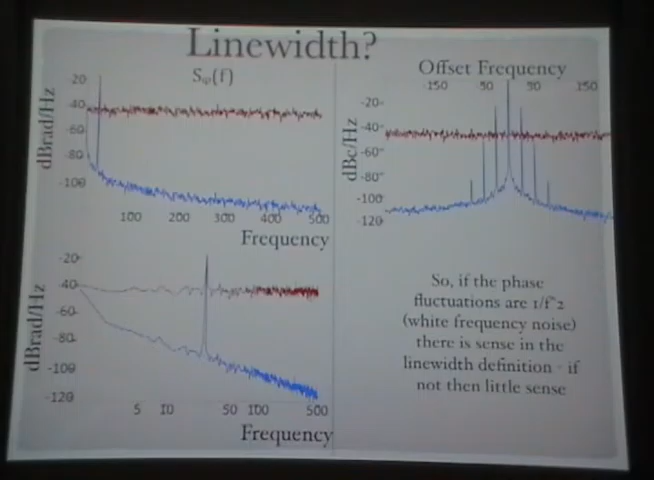 Linewidth?
Sφ(f)
dBrad/Hz
-20
-40
-60
-80
-100
100 200 300 400 500
Frequency
Offset Frequency
-150 50 50 150
dBc/Hz
-20-
-40-
-60-
-80-
-100-
-120-
dBrad/Hz
-20-
-40-
-60-
-80-
-100
-120
5 10 50 100 500
Frequency
So, if the phase
fluctuations are 1/f^2
(white frequency noise)
there is sense in the
linewidth definition - if
not then little sense